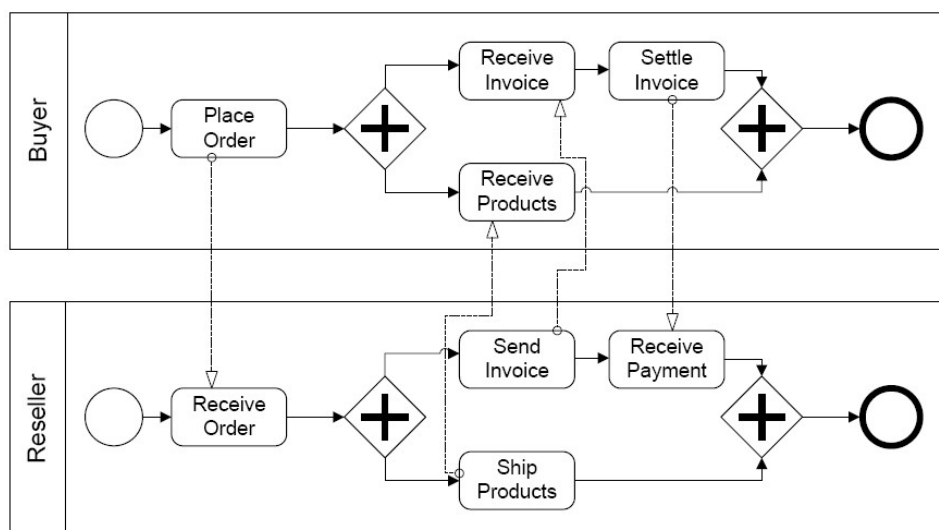 Buyer
Place
Order
Receive
Invoice
Settle
Invoice
Receive
Products
Reseller
Receive
Order
Send
Invoice
Receive
Payment
Ship
Products